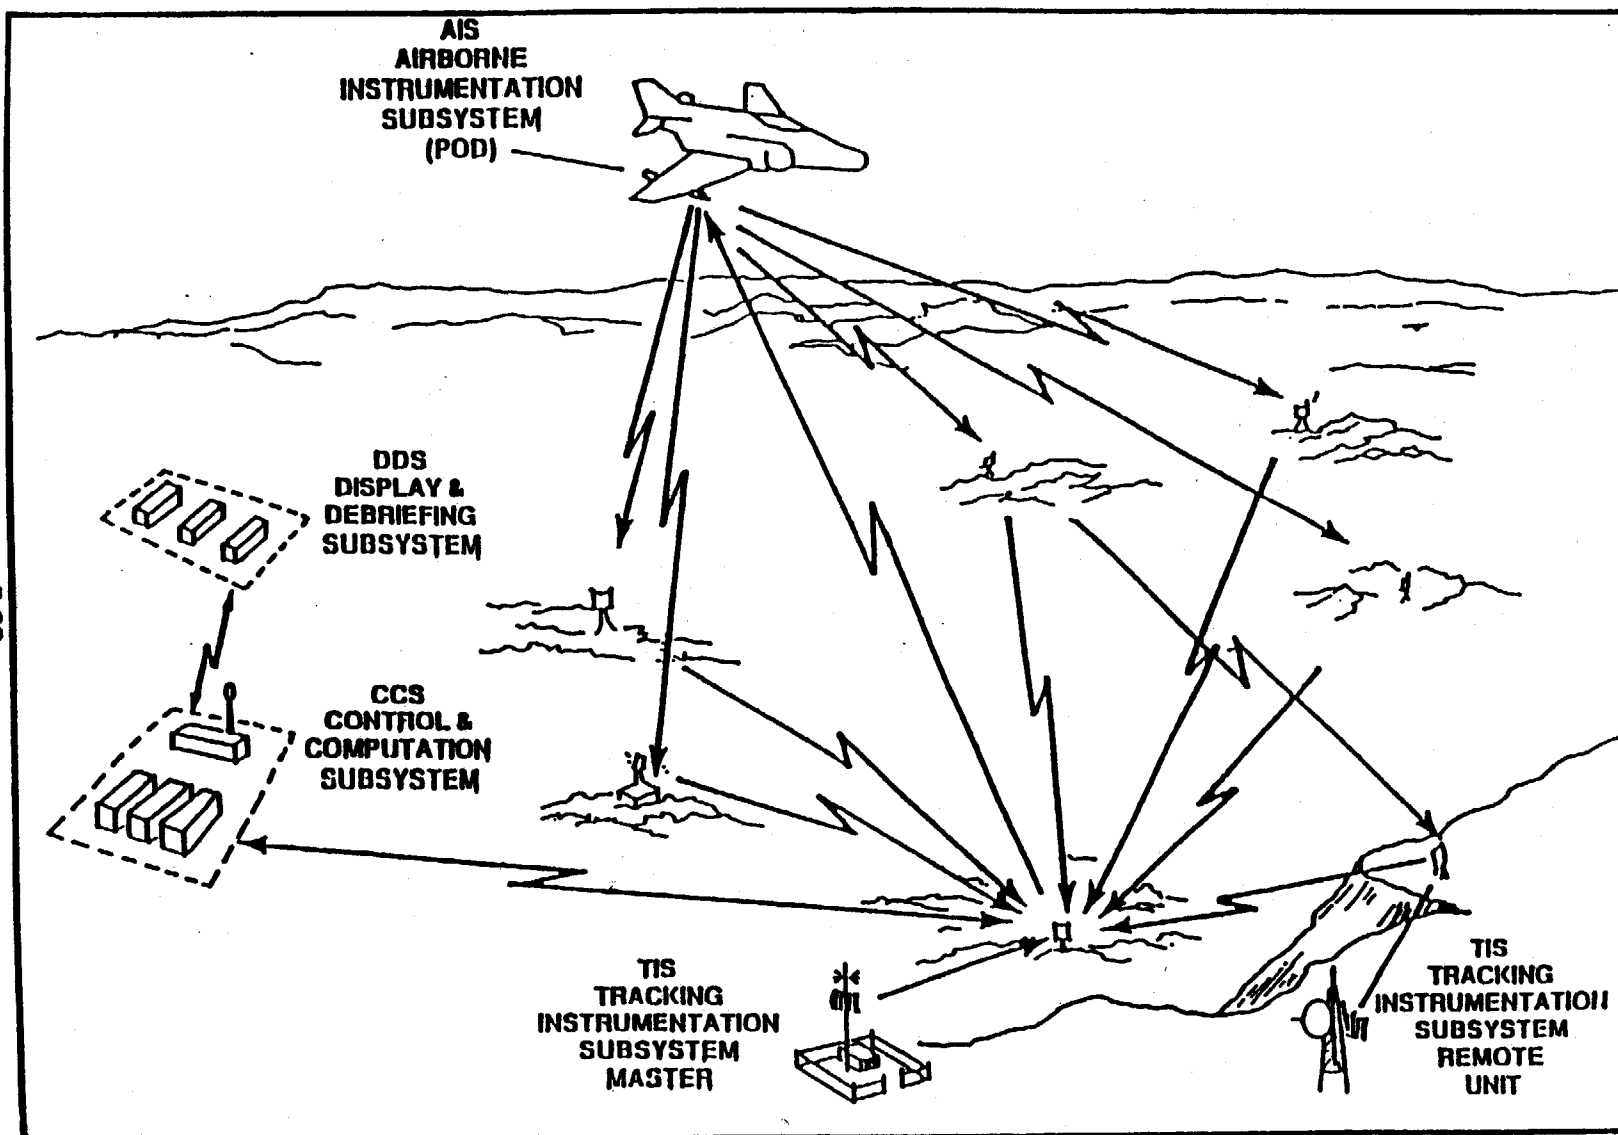 AIS
AIRBORNE
INSTRUMENTATION
SUBSYSTEM
(POD)
DDS
DISPLAY &
DEBRIEFING
SUBSYSTEM
CCS
CONTROL &
COMPUTATION
SUBSYSTEM
TIS
TRACKING
INSTRUMENTATION
SUBSYSTEM
MASTER
TIS
TRACKING
INSTRUMENTATION
SUBSYSTEM
REMOTE
UNIT